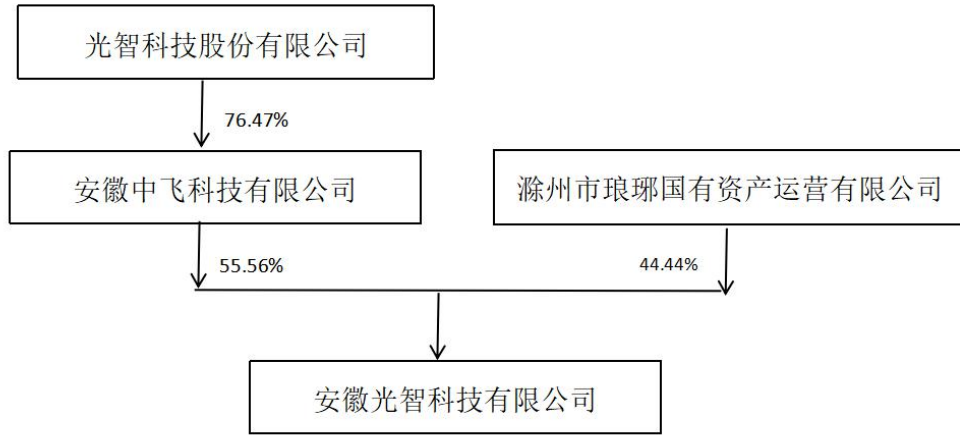 光智科技股份有限公司
76.47%
安徽中飞科技有限公司
滁州市琅琊国有资产运营有限公司
55.56%
44.44%
安徽光智科技有限公司